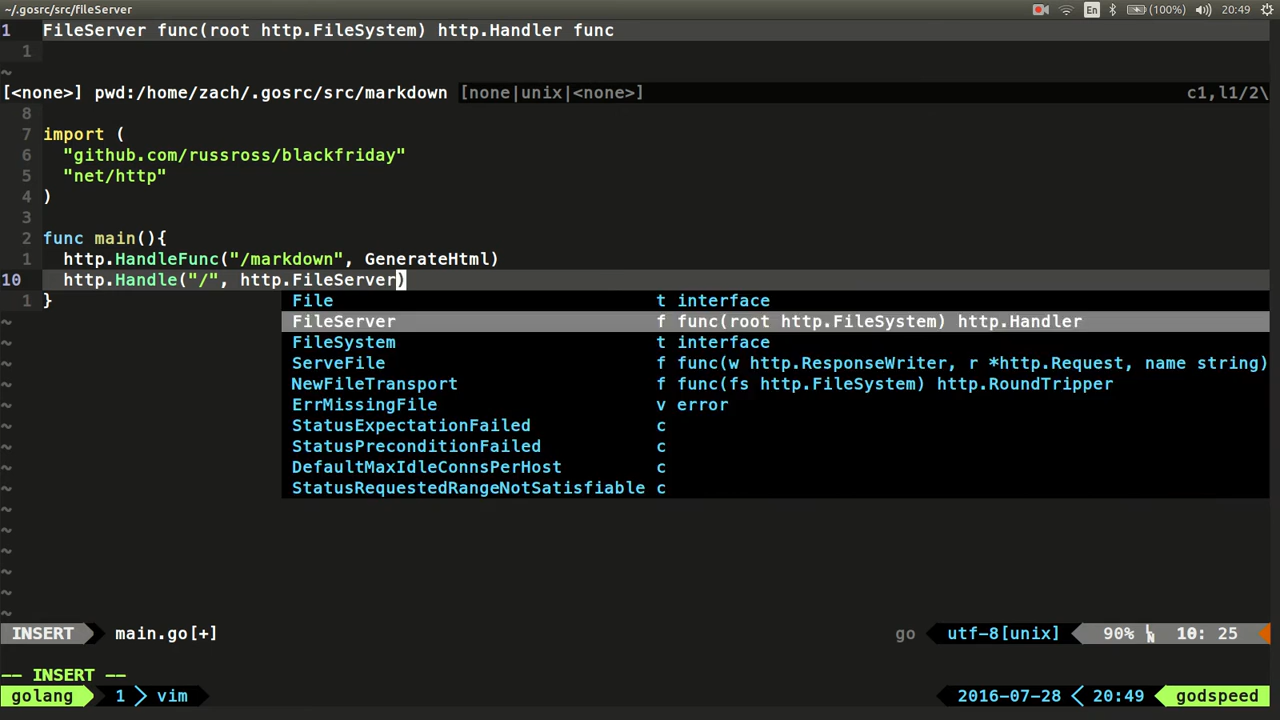 ~/.gosrc/src/fileServer En (100%) 20:49
1 FileServer func(root http.FileSystem) http.Handler func
1
~
[<none>] pwd:/home/zach/.gosrc/src/markdown [none|unix|<none>] c1,l1/2\
8
7 import (
6 "github.com/russross/blackfriday"
5 "net/http"
4 )
3
2 func main(){
1 http.HandleFunc("/markdown", GenerateHtml)
10 http.Handle("/", http.FileServer)
1 }
File t interface
~ FileServer f func(root http.FileSystem) http.Handler
~ FileSystem t interface
~ ServeFile f func(w http.ResponseWriter, r *http.Request, name string)
~ NewFileTransport f func(fs http.FileSystem) http.RoundTripper
~ ErrMissingFile v error
~ StatusExpectationFailed c
~ StatusPreconditionFailed c
~ DefaultMaxIdleConnsPerHost c
~ StatusRequestedRangeNotSatisfiable c
~
~
~
~
~
~
INSERT main.go[+] go utf-8[unix] 90% LN 10: 25
-- INSERT --
golang 1 vim 2016-07-28 20:49 godspeed